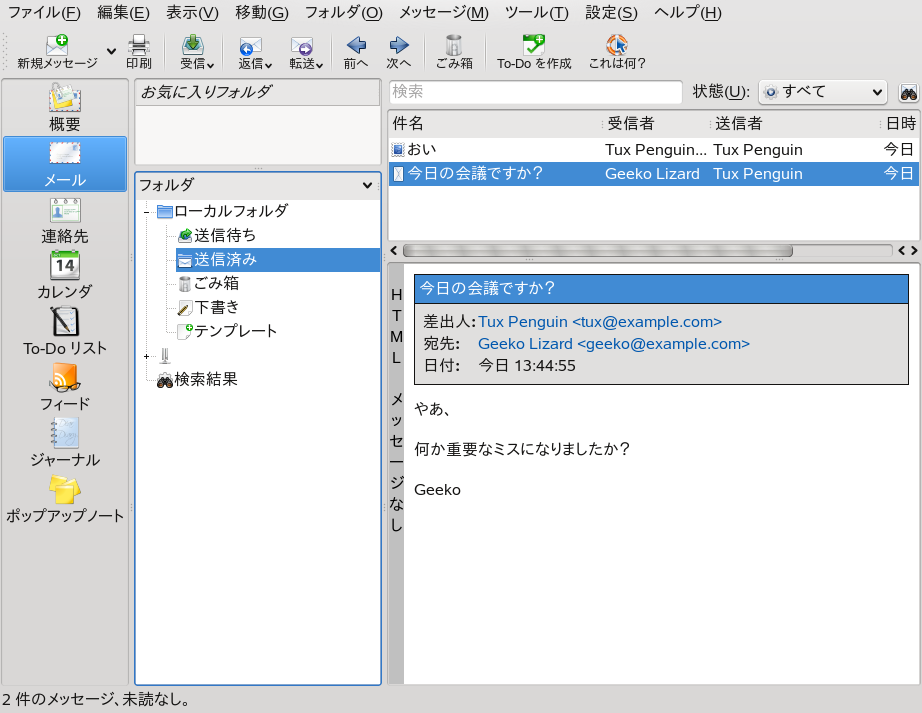 ファイル(F) 編集(E) 表示(V) 移動(G) フォルダ(O) メッセージ(M) ツール(T) 設定(S) ヘルプ(H)
新規メッセージ 印刷 受信 返信 転送 前へ 次へ ごみ箱 To-Do を作成 これは何?
概要
メール
連絡先
14
カレンダ
To-Do リスト
フィード
ジャーナル
ポップアップノート
お気に入りフォルダ
フォルダ
ローカルフォルダ
送信待ち
送信済み
ごみ箱
下書き
テンプレート
検索結果
検索 状態(U): すべて
件名 受信者 送信者 日時
おい Tux Penguin... Tux Penguin 今日
今日の会議ですか? Geeko Lizard Tux Penguin 今日
HTML メッセージなし
今日の会議ですか?
差出人: Tux Penguin <tux@example.com>
宛先: Geeko Lizard <geeko@example.com>
日付: 今日 13:44:55
やあ、
何か重要なミスになりましたか?
Geeko
2 件のメッセージ、未読なし。